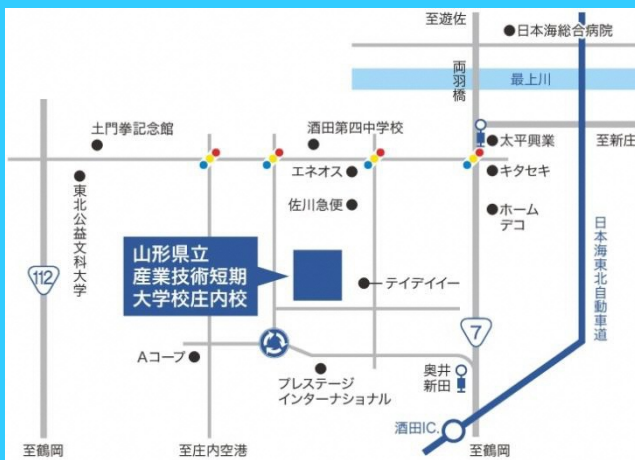 至遊佐
日本海総合病院
両羽橋
最上川
土門拳記念館
酒田第四中学校
太平興業
至新庄
エネオス
キタセキ
東北公益文科大学
佐川急便
ホーム
デコ
山形県立
産業技術短期
大学校庄内校
日本海東北自動車道
112
テイデイイー
7
Aコープ
プレステージ
インターナショナル
奥井
新田
酒田IC.
至鶴岡
至庄内空港
至鶴岡